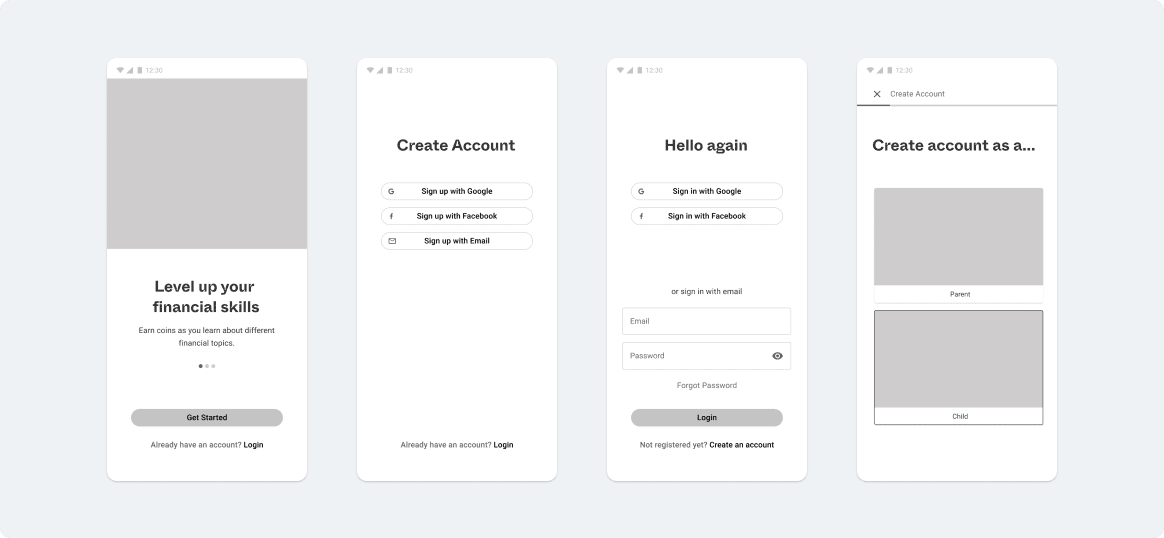 12:30
Level up your
financial skills
Earn coins as you learn about different
financial topics.
Get Started
Already have an account? Login
12:30
Create Account
G Sign up with Google
f Sign up with Facebook
Sign up with Email
Already have an account? Login
12:30
Hello again
G Sign in with Google
f Sign in with Facebook
or sign in with email
Email
Password
Forgot Password
Login
Not registered yet? Create an account
12:30
Create Account
Create account as a...
Parent
Child